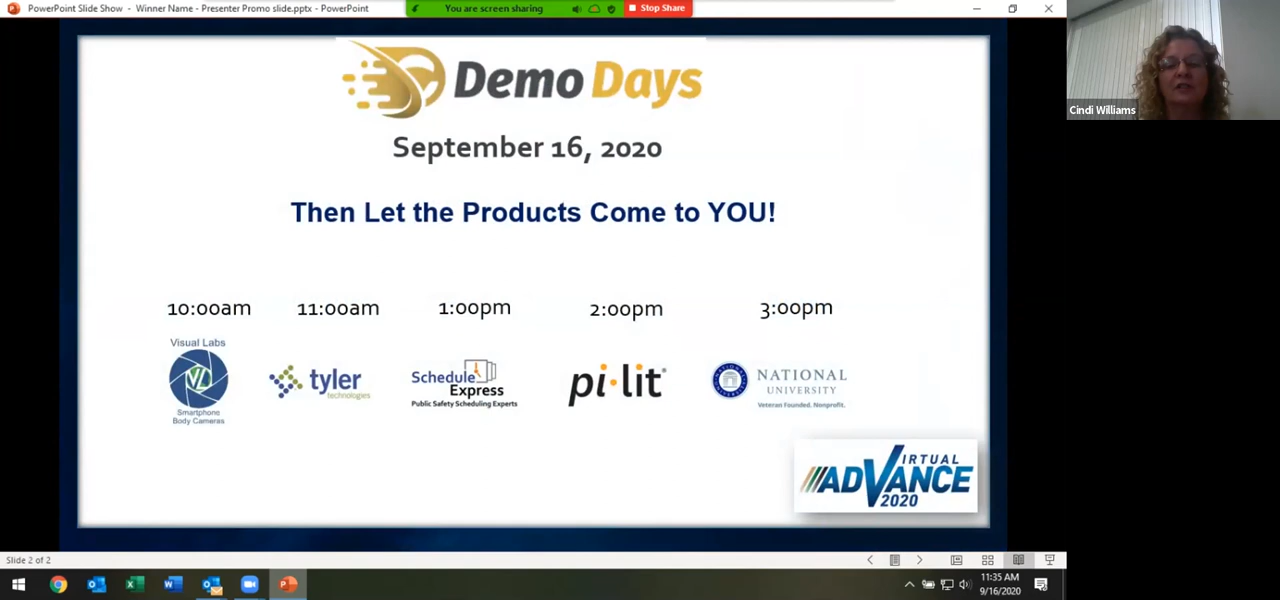 PowerPoint Slide Show - Winner Name - Presenter Promo slide.pptx - PowerPoint
You are screen sharing
Stop Share
Cindi Williams
Demo Days
September 16, 2020
Then Let the Products Come to YOU!
10:00am 11:00am 1:00pm 2:00pm 3:00pm
Visual Labs
VL
Smartphone
Body Cameras
tyler
technologies
Schedule
Express
Public Safety Scheduling Experts
pi·lit®
NATIONAL
UNIVERSITY
Veteran Founded. Nonprofit.
VIRTUAL
ADVANCE
2020
Slide 2 of 2
11:35 AM
9/16/2020